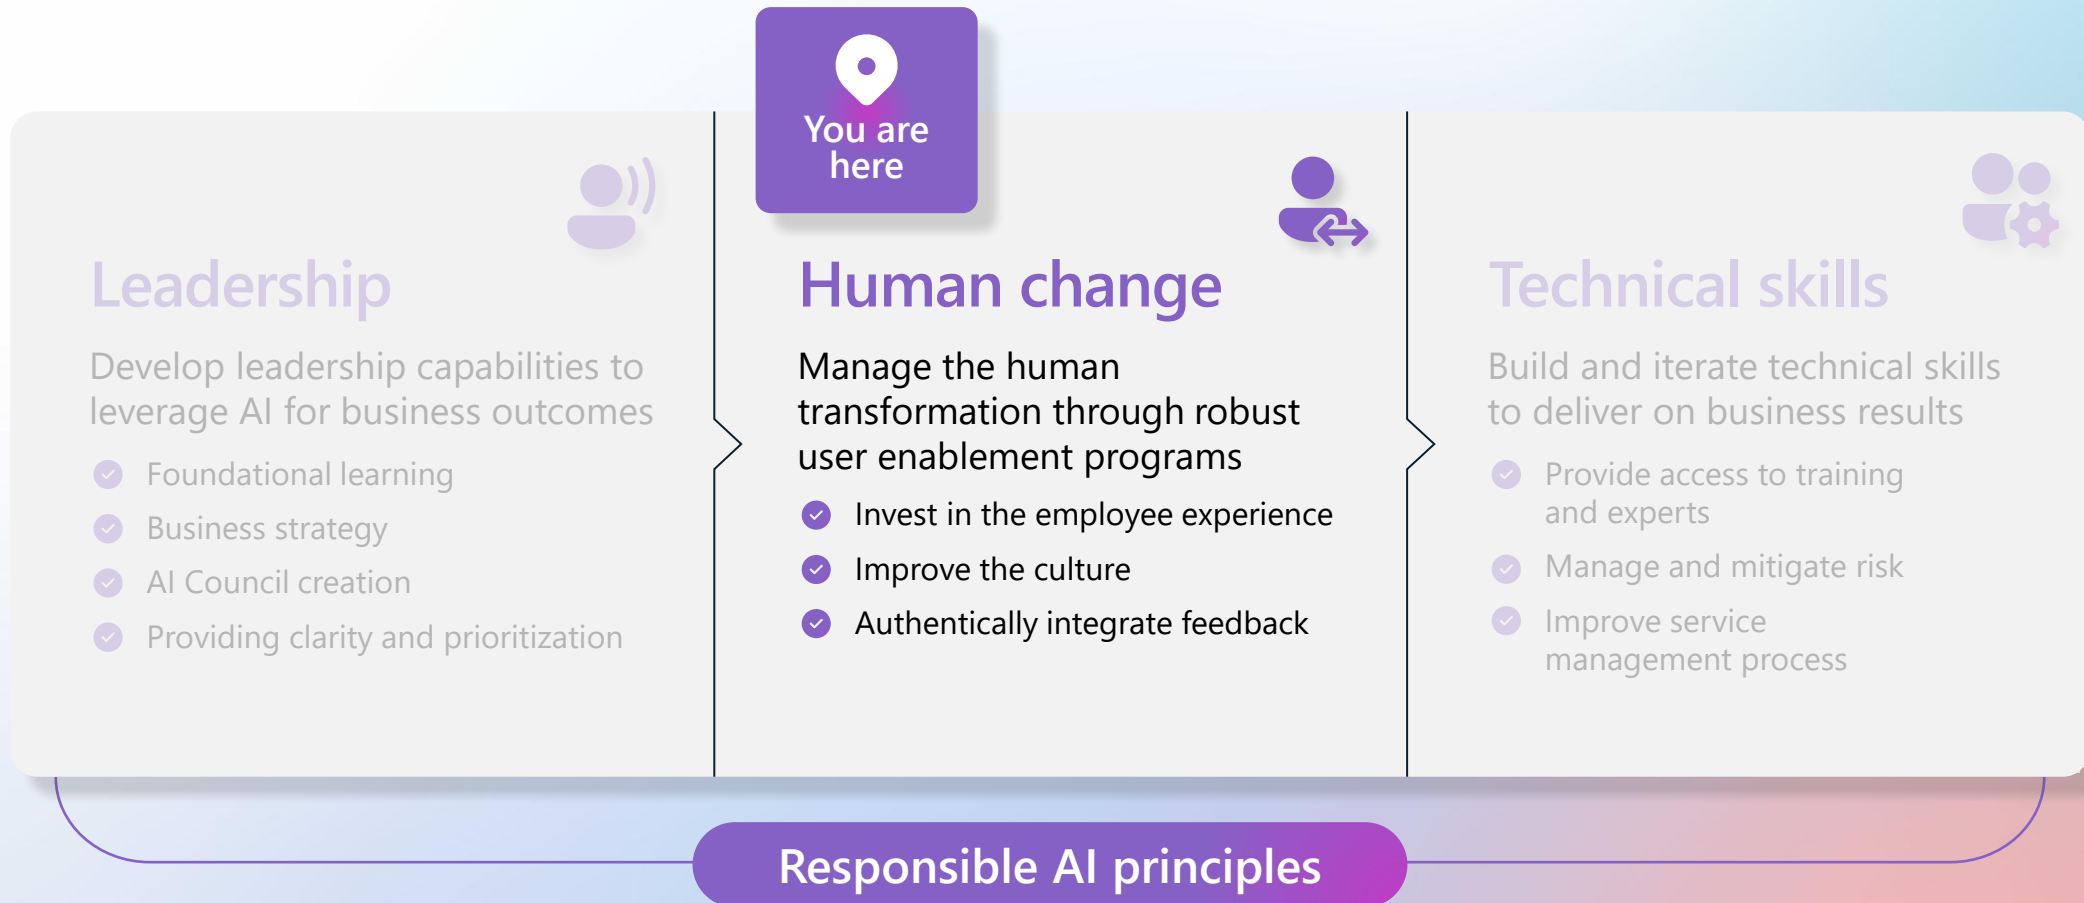 You are
here
Leadership
Develop leadership capabilities to
leverage AI for business outcomes
Foundational learning
Business strategy
AI Council creation
Providing clarity and prioritization
Human change
Manage the human
transformation through robust
user enablement programs
Invest in the employee experience
Improve the culture
Authentically integrate feedback
Technical skills
Build and iterate technical skills
to deliver on business results
Provide access to training
and experts
Manage and mitigate risk
Improve service
management process
Responsible AI principles